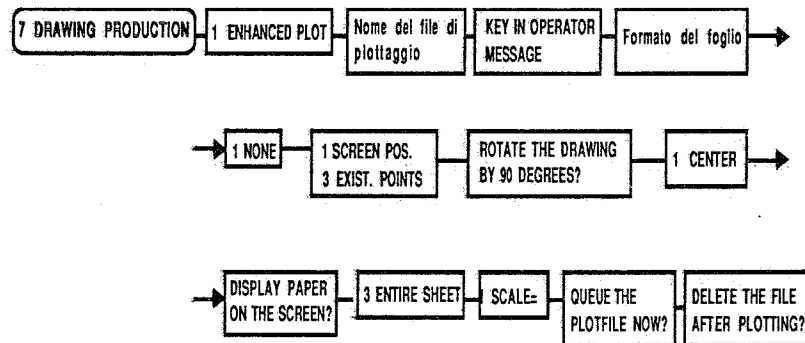 7 DRAWING PRODUCTION
1 ENHANCED PLOT
Nome del file di
plottaggio
KEY IN OPERATOR
MESSAGE
Formato del foglio
1 NONE
1 SCREEN POS.
3 EXIST. POINTS
ROTATE THE DRAWING
BY 90 DEGREES?
1 CENTER
DISPLAY PAPER
ON THE SCREEN?
3 ENTIRE SHEET
1 SCALE=
QUEUE THE
PLOTFILE NOW?
DELETE THE FILE
AFTER PLOTTING?